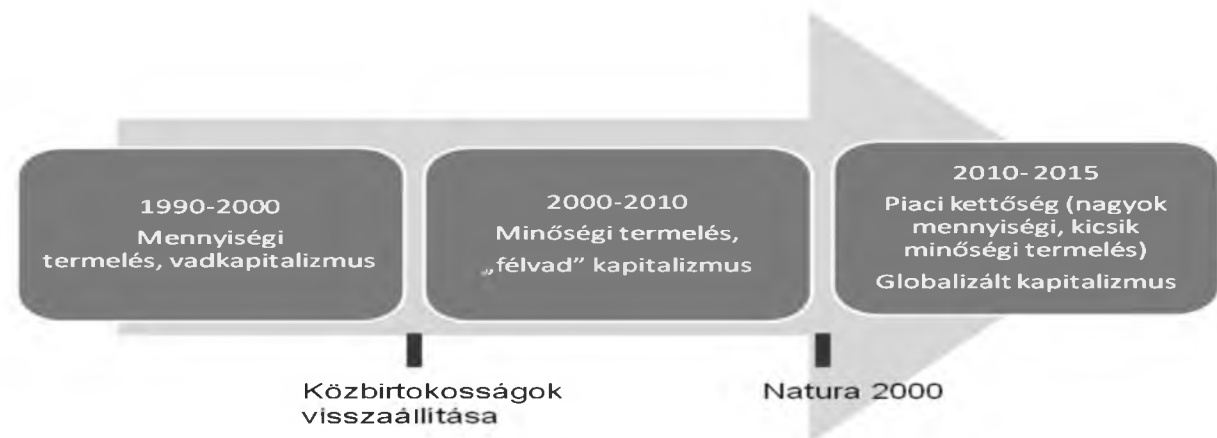 1990-2000
Mennyiségi
termelés, vadkapitalizmus
2000-2010
Minőségi termelés,
„félvad” kapitalizmus
2010-2015
Piaci kettőség (nagyok
mennyiségi, kicsik
minőségi termelés)
Globalizált kapitalizmus
Közbirtokosságok
visszaállítása
Natura 2000